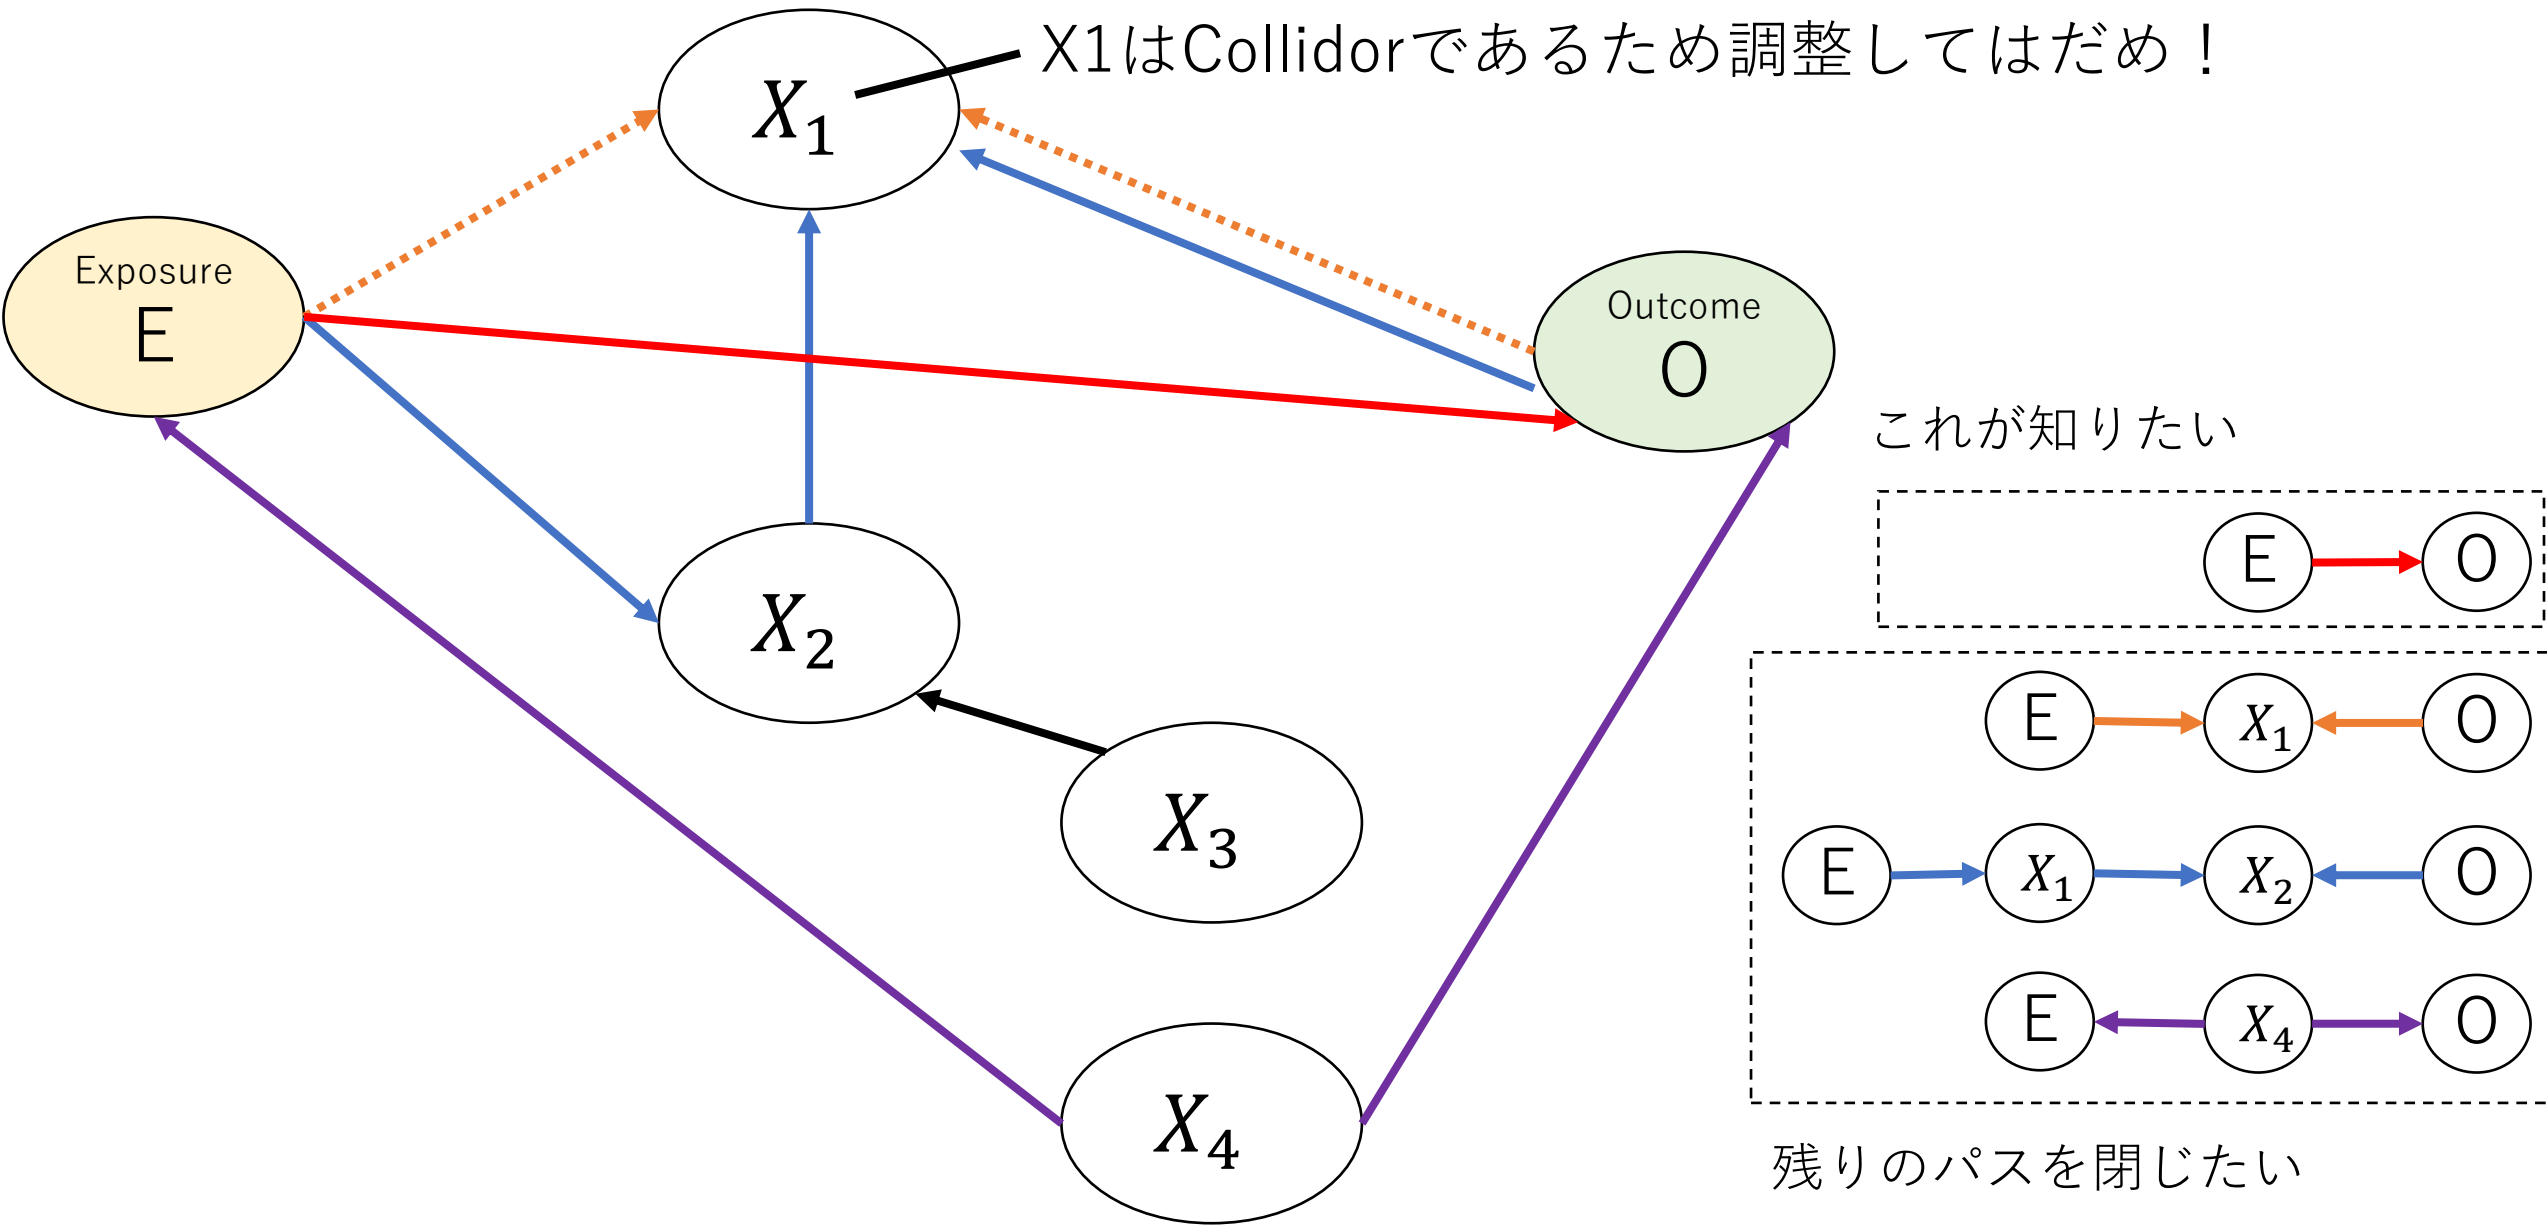 X1はCollidorであるため調整してはだめ！
X₁
Exposure
E
Outcome
O
これが知りたい
E O
X₂
E X₁ O
X₃
E X₁ X₂ O
E X₄ O
X₄
残りのパスを閉じたい